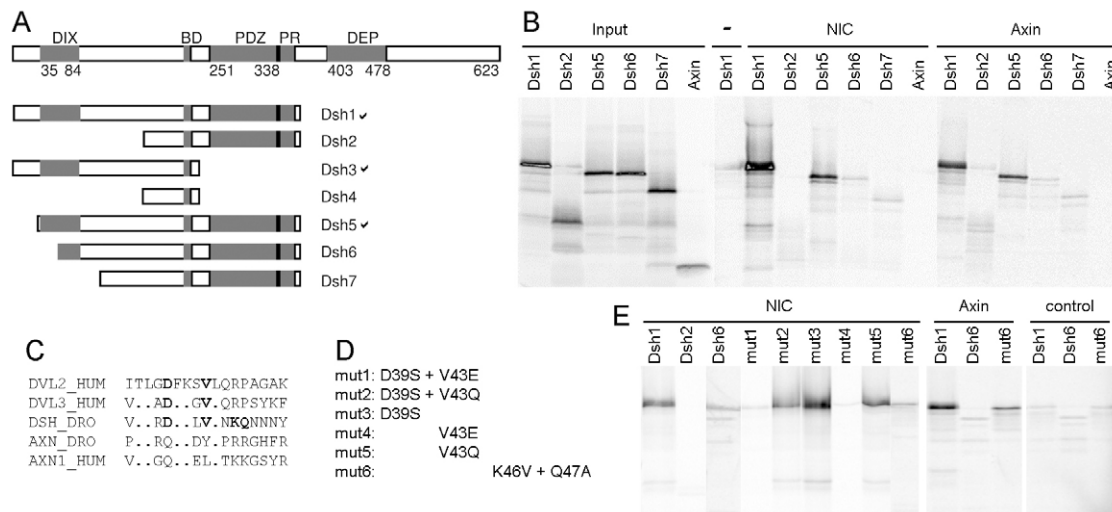 A
DIX BD PDZ PR DEP
35 84 251 338 403 478 623
Dsh1
Dsh2
Dsh3
Dsh4
Dsh5
Dsh6
Dsh7
B
Input - NIC Axin
Dsh1 Dsh2 Dsh5 Dsh6 Dsh7 Axin Dsh1 Dsh1 Dsh2 Dsh5 Dsh6 Dsh7 Axin Dsh1 Dsh2 Dsh5 Dsh6 Dsh7 Axin
C
DVL2_HUM ITLGDFKSVLQRPAGAK
DVL3_HUM V..AD..GV.QRPSYKF
DSH_DRO V..RD..LV.NKQNNNY
AXN_DRO P..RQ..DY.PRRGHFR
AXN1_HUM V..GQ..EL.TKKGSYR
D
mut1: D39S + V43E
mut2: D39S + V43Q
mut3: D39S
mut4: V43E
mut5: V43Q
mut6: K46V + Q47A
E
NIC Axin control
Dsh1 Dsh2 Dsh6 mut1 mut2 mut3 mut4 mut5 mut6 Dsh1 Dsh6 mut6 Dsh1 Dsh6 mut6